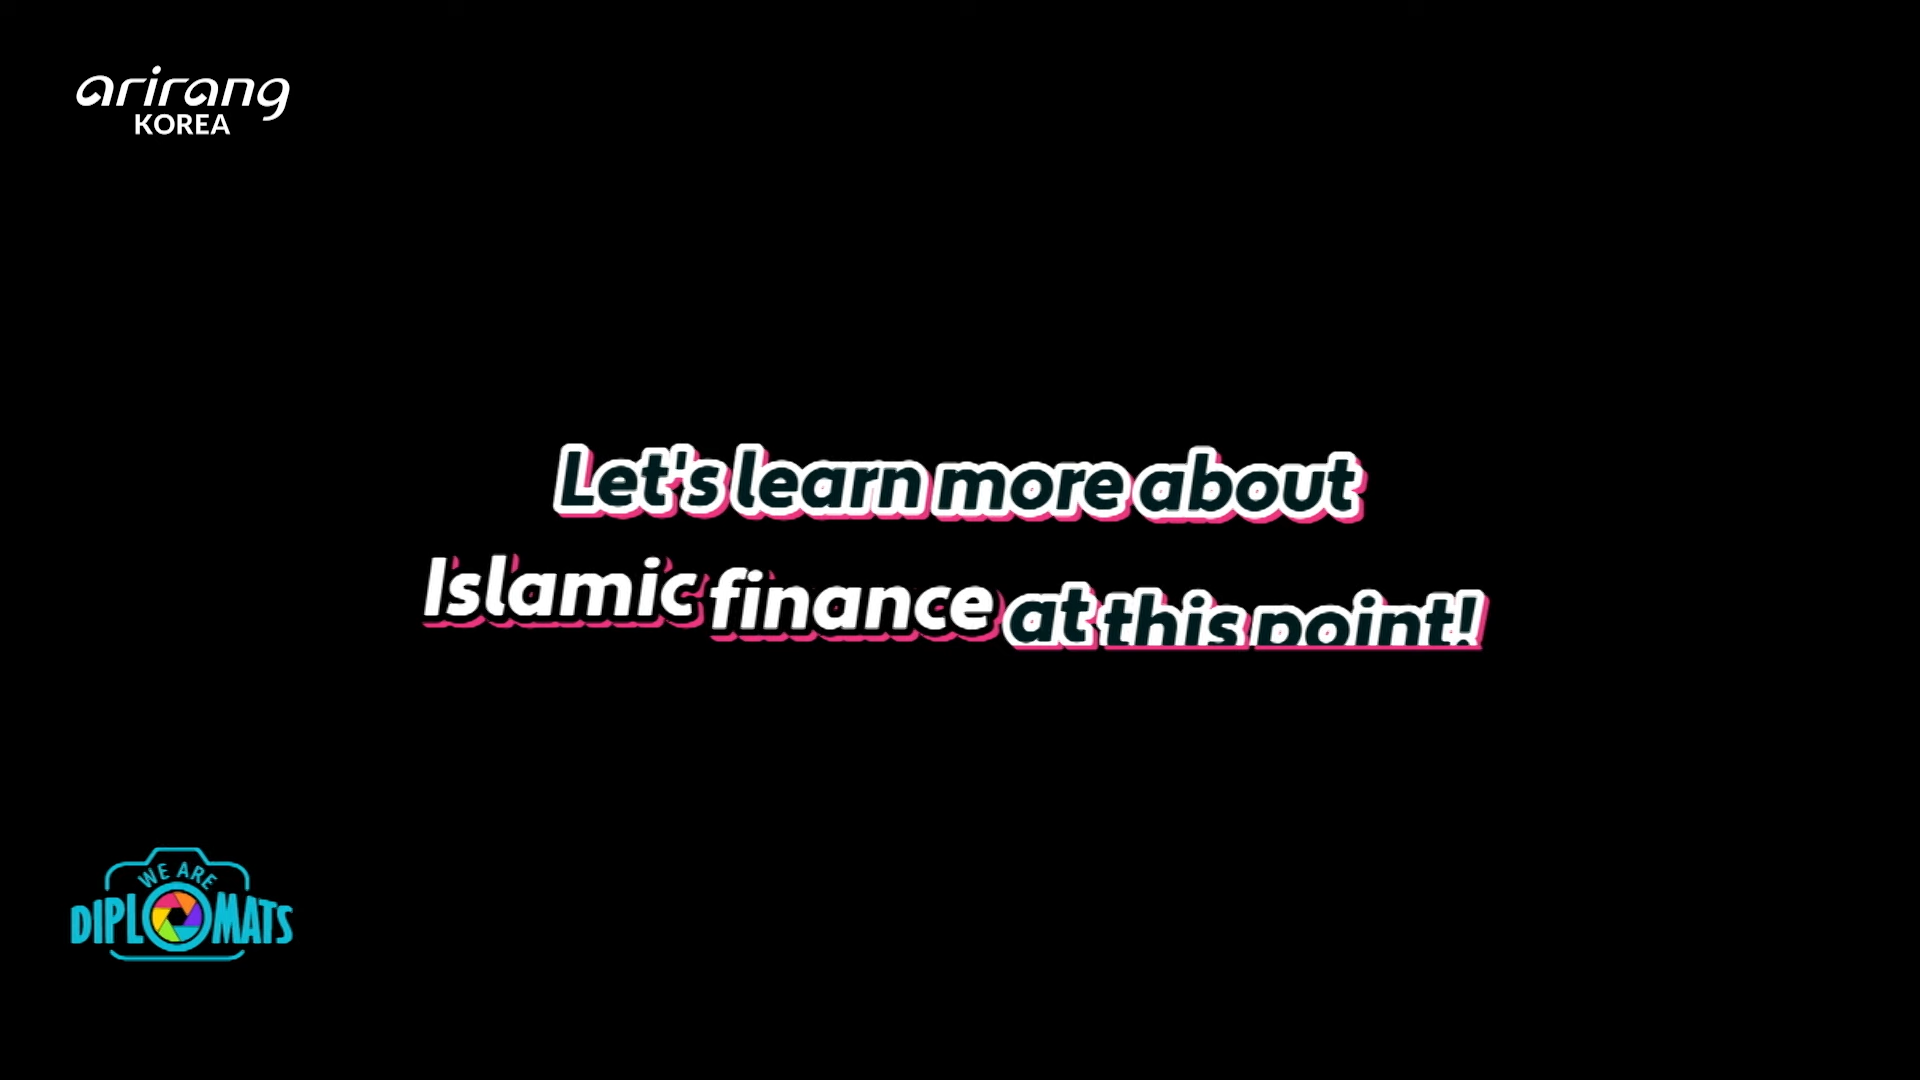 arirang
KOREA
Let's learn more about
Islamic finance at this point!
WE ARE
DIPLOMATS